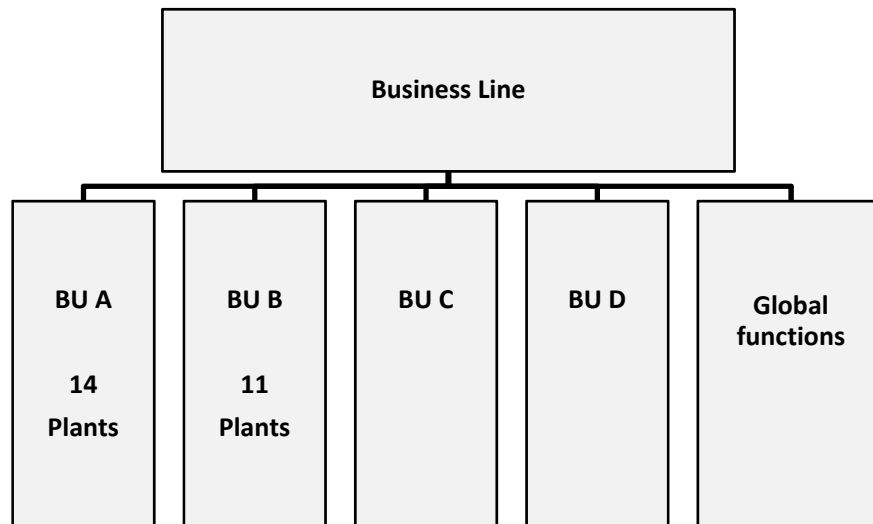 Business Line
BU A
14
Plants
BU B
11
Plants
BU C
BU D
Global
functions